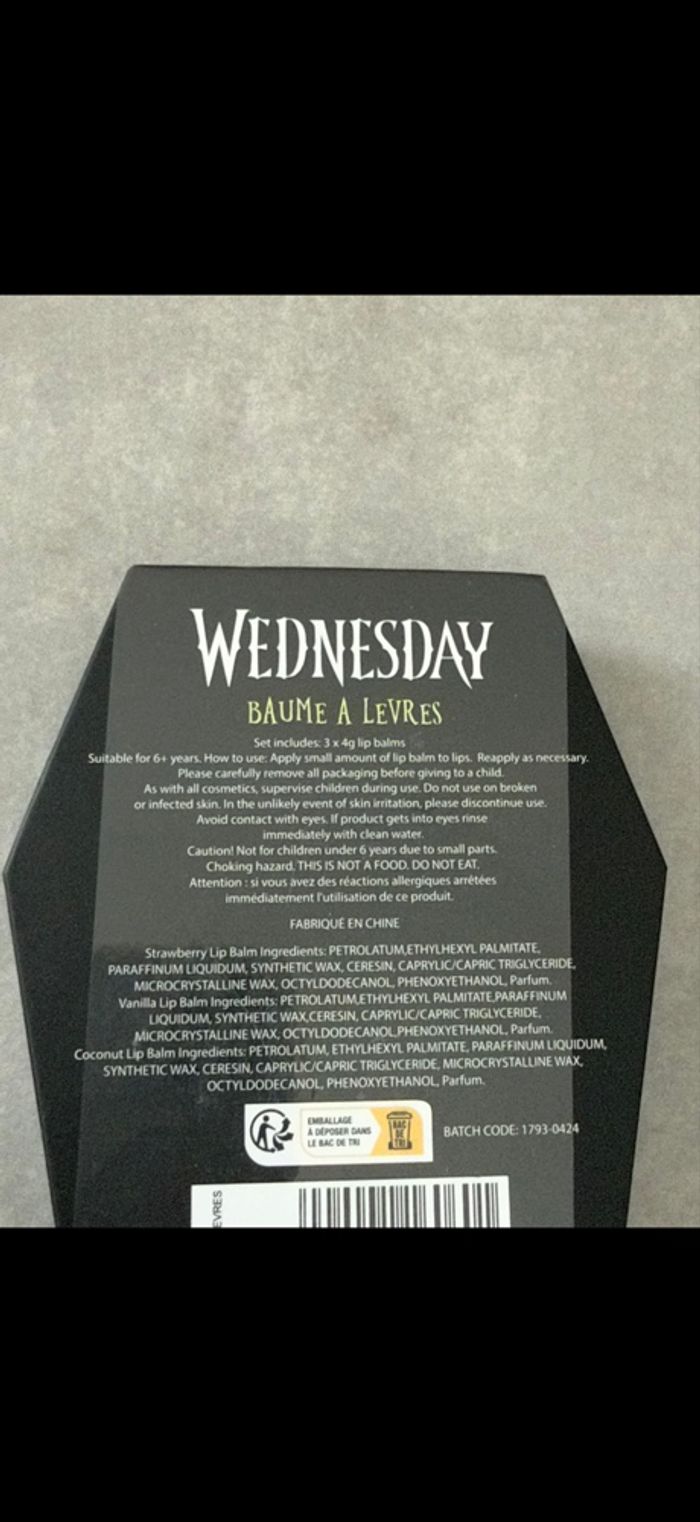 WEDNESDAY
BAUME A LEVRES
Set includes: 3 x 4g lip balms
Suitable for 6+ years. How to use: Apply small amount of lip balm to lips. Reapply as necessary.
Please carefully remove all packaging before giving to a child.
As with all cosmetics, supervise children during use. Do not use on broken
or infected skin. In the unlikely event of skin irritation, please discontinue use.
Avoid contact with eyes. If product gets into eyes rinse
immediately with clean water.
Caution! Not for children under 6 years due to small parts.
Choking hazard. THIS IS NOT A FOOD. DO NOT EAT.
Attention : si vous avez des réactions allergiques arrêtées
immédiatement l'utilisation de ce produit.
FABRIQUÉ EN CHINE
Strawberry Lip Balm Ingredients: PETROLATUM,ETHYLHEXYL PALMITATE,
PARAFFINUM LIQUIDUM, SYNTHETIC WAX, CERESIN, CAPRYLIC/CAPRIC TRIGLYCERIDE,
MICROCRYSTALLINE WAX, OCTYLDODECANOL, PHENOXYETHANOL, Parfum.
Vanilla Lip Balm Ingredients: PETROLATUM,ETHYLHEXYL PALMITATE,PARAFFINUM
LIQUIDUM, SYNTHETIC WAX,CERESIN, CAPRYLIC/CAPRIC TRIGLYCERIDE,
MICROCRYSTALLINE WAX, OCTYLDODECANOL,PHENOXYETHANOL, Parfum.
Coconut Lip Balm Ingredients: PETROLATUM, ETHYLHEXYL PALMITATE, PARAFFINUM LIQUIDUM,
SYNTHETIC WAX, CERESIN, CAPRYLIC/CAPRIC TRIGLYCERIDE, MICROCRYSTALLINE WAX,
OCTYLDODECANOL, PHENOXYETHANOL, Parfum.
EMBALLAGE
À DÉPOSER DANS
LE BAC DE TRI
BAC
DE
TRI
BATCH CODE: 1793-0424
EVRES